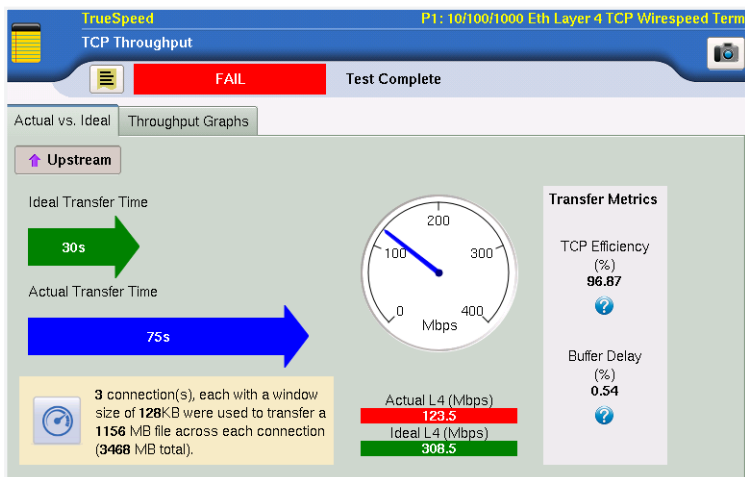 TrueSpeed
P1: 10/100/1000 Eth Layer 4 TCP Wirespeed Term
TCP Throughput
FAIL
Test Complete
Actual vs. Ideal
Throughput Graphs
Upstream
Ideal Transfer Time
30s
Actual Transfer Time
75s
3 connection(s), each with a window
size of 128KB were used to transfer a
1156 MB file across each connection
(3468 MB total).
200
100
300
0
400
Mbps
Actual L4 (Mbps)
123.5
Ideal L4 (Mbps)
308.5
Transfer Metrics
TCP Efficiency
(%)
96.87
?
Buffer Delay
(%)
0.54
?